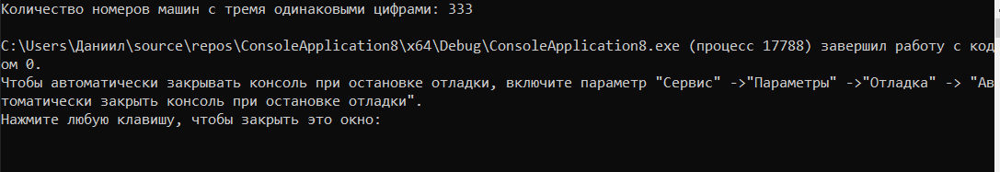 Количество номеров машин с тремя одинаковыми цифрами: 333
C:\Users\Даниил\source\repos\ConsoleApplication8\x64\Debug\ConsoleApplication8.exe (процесс 17788) завершил работу с код
ом 0.
Чтобы автоматически закрывать консоль при остановке отладки, включите параметр "Сервис" ->"Параметры" ->"Отладка" -> "Ав
томатически закрыть консоль при остановке отладки".
Нажмите любую клавишу, чтобы закрыть это окно: